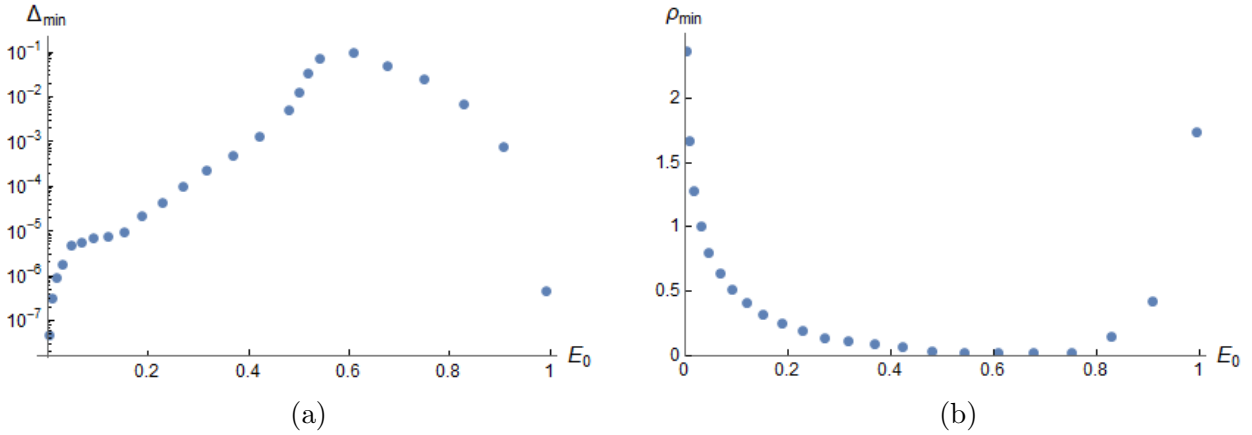 Δmin
10⁻¹
10⁻²
10⁻³
10⁻⁴
10⁻⁵
10⁻⁶
10⁻⁷
0.2 0.4 0.6 0.8 1 E₀
(a)
ρmin
2
1.5
1
0.5
0
0 0.2 0.4 0.6 0.8 1 E₀
(b)